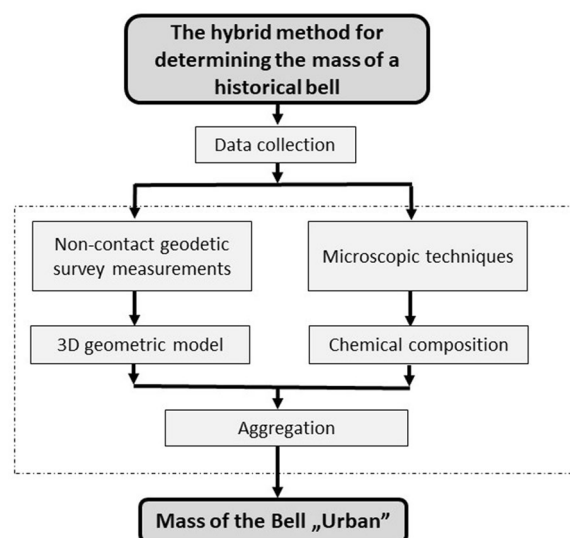 The hybrid method for
determining the mass of a
historical bell
Data collection
Non-contact geodetic
survey measurements
Microscopic techniques
3D geometric model
Chemical composition
Aggregation
Mass of the Bell „Urban”